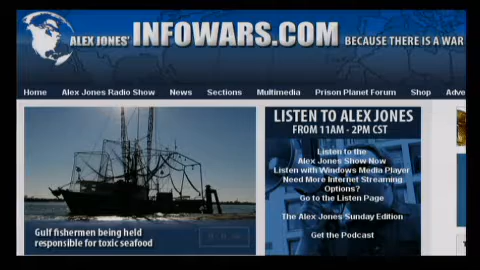 ALEX JONES' INFOWARS.COM BECAUSE THERE IS A WAR
Home Alex Jones Radio Show News Sections Multimedia Prison Planet Forum Shop Adve
LISTEN TO ALEX JONES
FROM 11AM - 2PM CST
Listen to the
Alex Jones Show Now
Listen with Windows Media Player
Need More Internet Streaming
Options?
Go to the Listen Page
The Alex Jones Sunday Edition
Get the Podcast
Gulf fishermen being held
responsible for toxic seafood